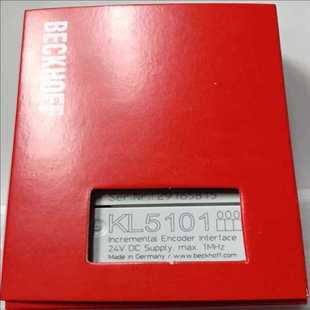 BECKHOFF
KL5101
Incremental Encoder Interface
24V DC Supply, max. 1MHz
Made in Germany / www.beckhoff.com